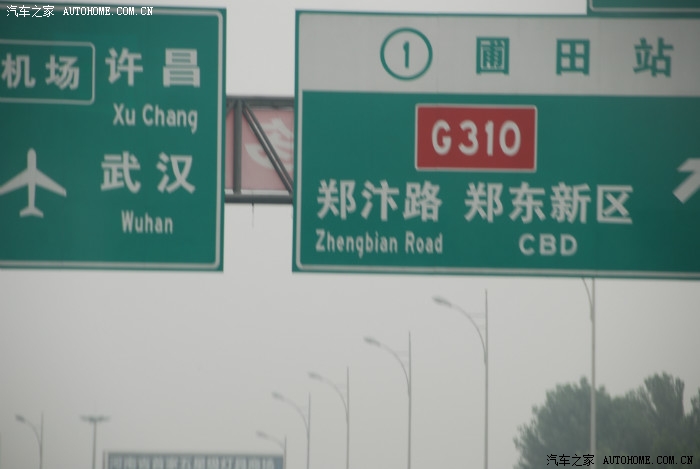 汽车之家 AUTOHOME.COM.CN
机场 许昌
Xu Chang
武汉
Wuhan
① 圃田站
G310
郑汴路 郑东新区
Zhengbian Road CBD
汽车之家 AUTOHOME.COM.CN